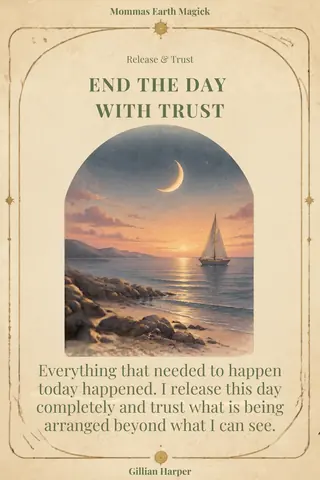 Mommas Earth Magick
Release & Trust
END THE DAY
WITH TRUST
Everything that needed to happen
today happened. I release this day
completely and trust what is being
arranged beyond what I can see.
Gillian Harper